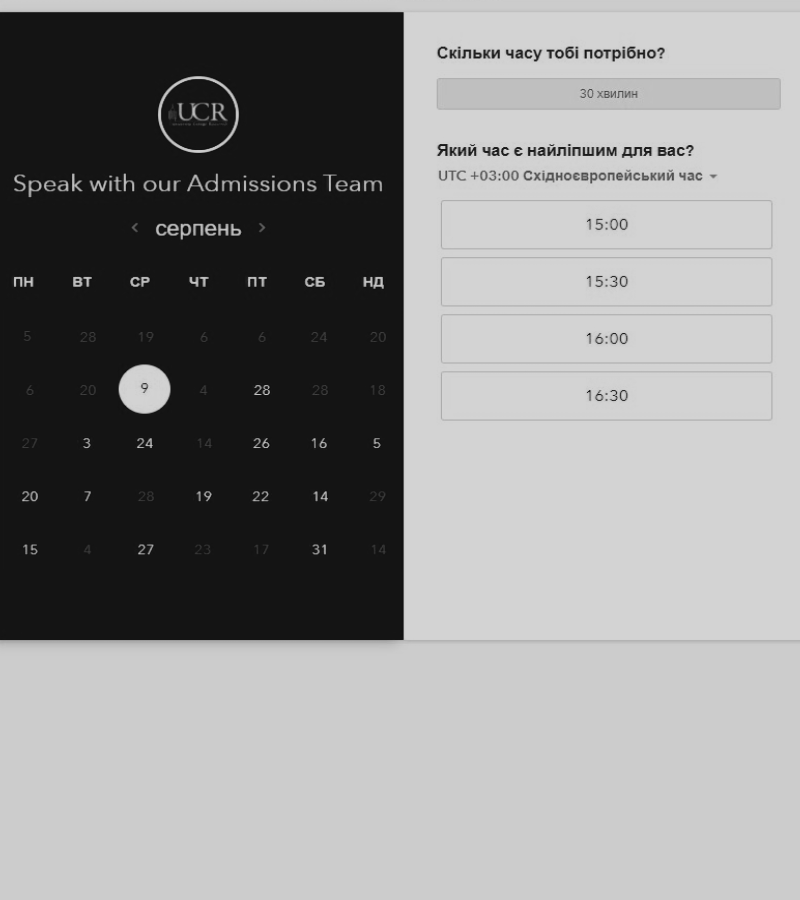 UCR
Speak with our Admissions Team
серпень
ПН ВТ СР ЧТ ПТ СБ НД
5 28 19 6 6 24 20
6 20 9 4 28 28 18
27 3 24 14 26 16 5
20 7 28 19 22 14 29
15 4 27 23 17 31 14
Скільки часу тобі потрібно?
30 хвилин
Який час є найліпшим для вас?
UTC +03:00 Східноєвропейський час
15:00
15:30
16:00
16:30